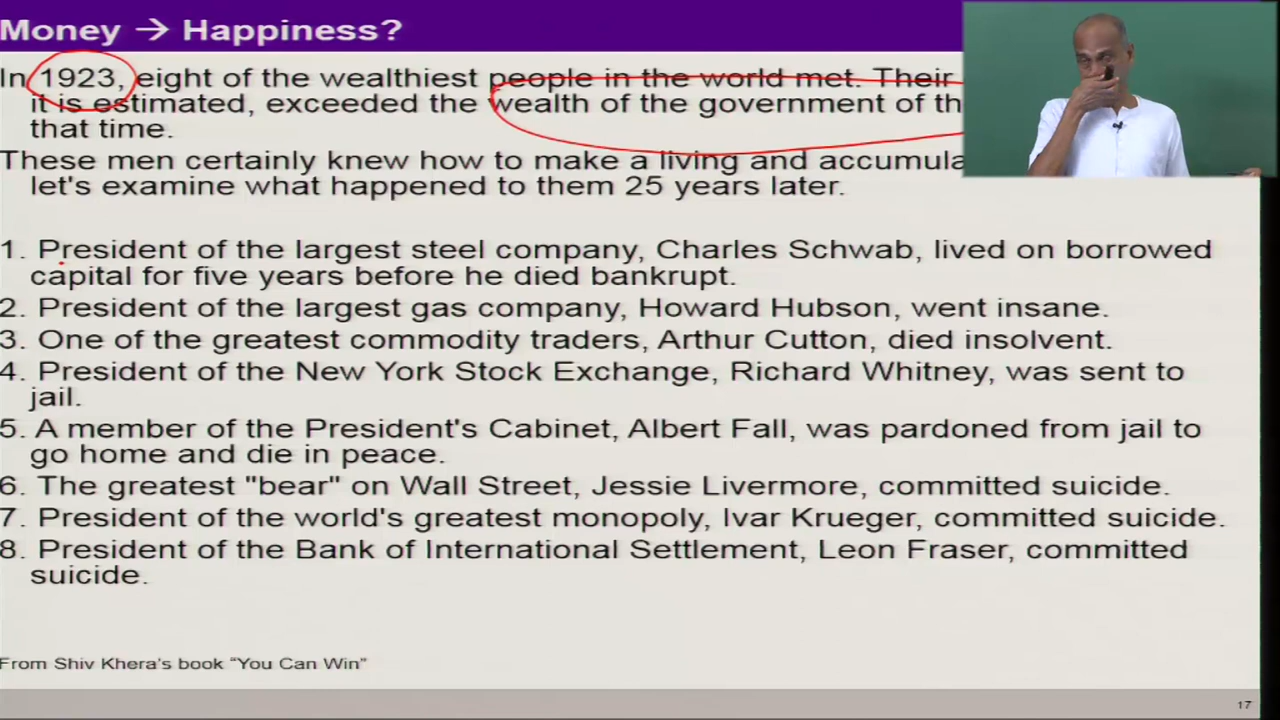 Money → Happiness?
In 1923, eight of the wealthiest people in the world met. Their
it is estimated, exceeded the wealth of the government of
that time.
These men certainly knew how to make a living and
let's examine what happened to them 25 years later.
1. President of the largest steel company, Charles Schwab, lived on borrowed
capital for five years before he died bankrupt.
2. President of the largest gas company, Howard Hubson, went insane.
3. One of the greatest commodity traders, Arthur Cutton, died insolvent.
4. President of the New York Stock Exchange, Richard Whitney, was sent to
jail.
5. A member of the President's Cabinet, Albert Fall, was pardoned from jail to
go home and die in peace.
6. The greatest "bear" on Wall Street, Jessie Livermore, committed suicide.
7. President of the world's greatest monopoly, Ivar Krueger, committed suicide.
8. President of the Bank of International Settlement, Leon Fraser, committed
suicide.
From Shiv Khera's book “You Can Win”
17